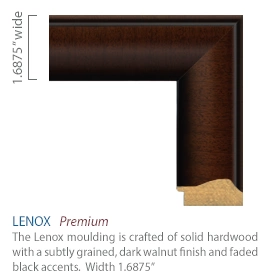 1.6875” wide
LENOX Premium
The Lenox moulding is crafted of solid hardwood
with a subtly grained, dark walnut finish and faded
black accents. Width 1.6875”